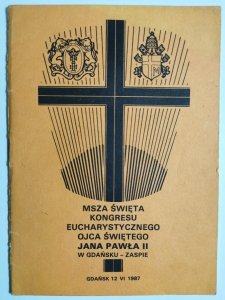 MSZA ŚWIĘTA
KONGRESU
EUCHARYSTYCZNEGO
OJCA ŚWIĘTEGO
JANA PAWŁA II
W GDAŃSKU – ZASPIE
GDAŃSK 12 VI 1987